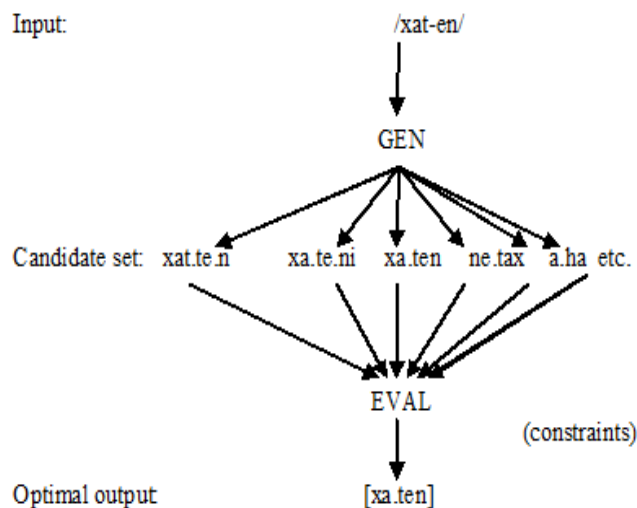 Input: /xat-en/
GEN
Candidate set: xat.te.n xa.te.ni xa.ten ne.tax a.ha etc.
EVAL
(constraints)
Optimal output: [xa.ten]